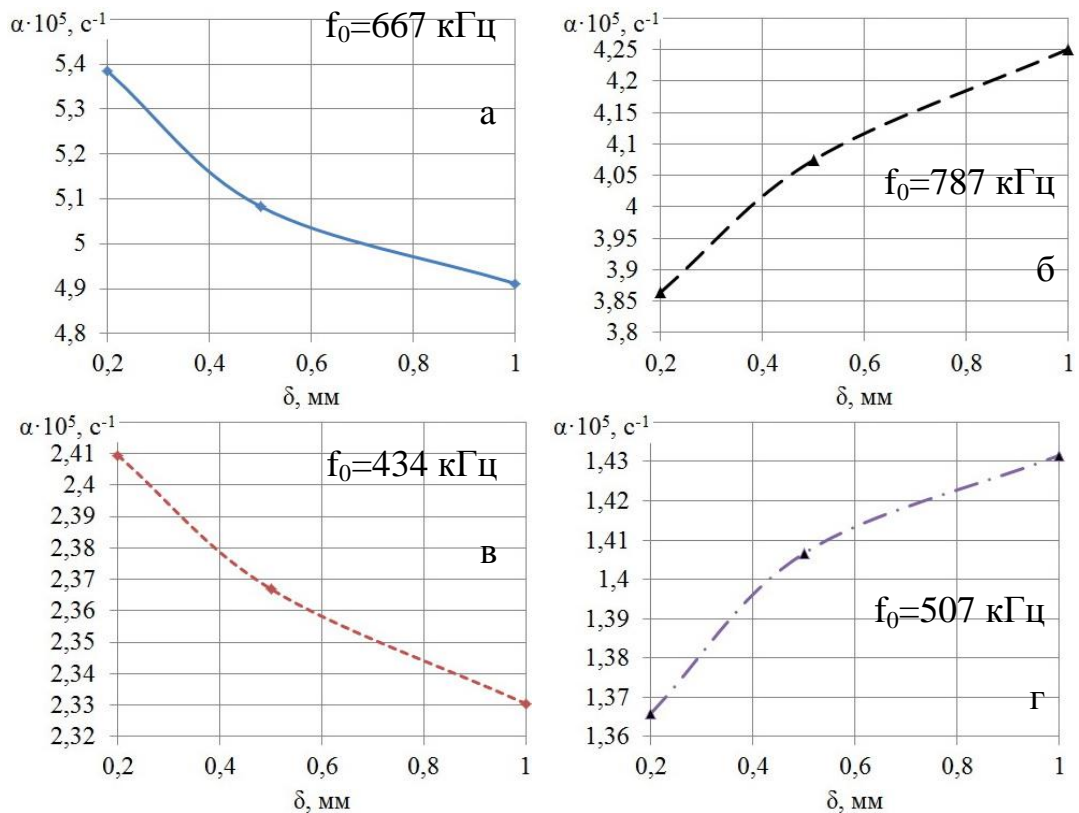 α·10⁵, с⁻¹
f₀=667 кГц
5,4
5,3
5,2
5,1
5
4,9
4,8
а
0,2 0,4 0,6 0,8 1
δ, мм
α·10⁵, с⁻¹
4,25
4,2
4,15
4,1
4,05
4
3,95
3,9
3,85
3,8
f₀=787 кГц
б
0,2 0,4 0,6 0,8 1
δ, мм
α·10⁵, с⁻¹
2,41
2,4
2,39
2,38
2,37
2,36
2,35
2,34
2,33
2,32
f₀=434 кГц
в
0,2 0,4 0,6 0,8 1
δ, мм
α·10⁵, с⁻¹
1,43
1,42
1,41
1,4
1,39
1,38
1,37
1,36
f₀=507 кГц
г
0,2 0,4 0,6 0,8 1
δ, мм